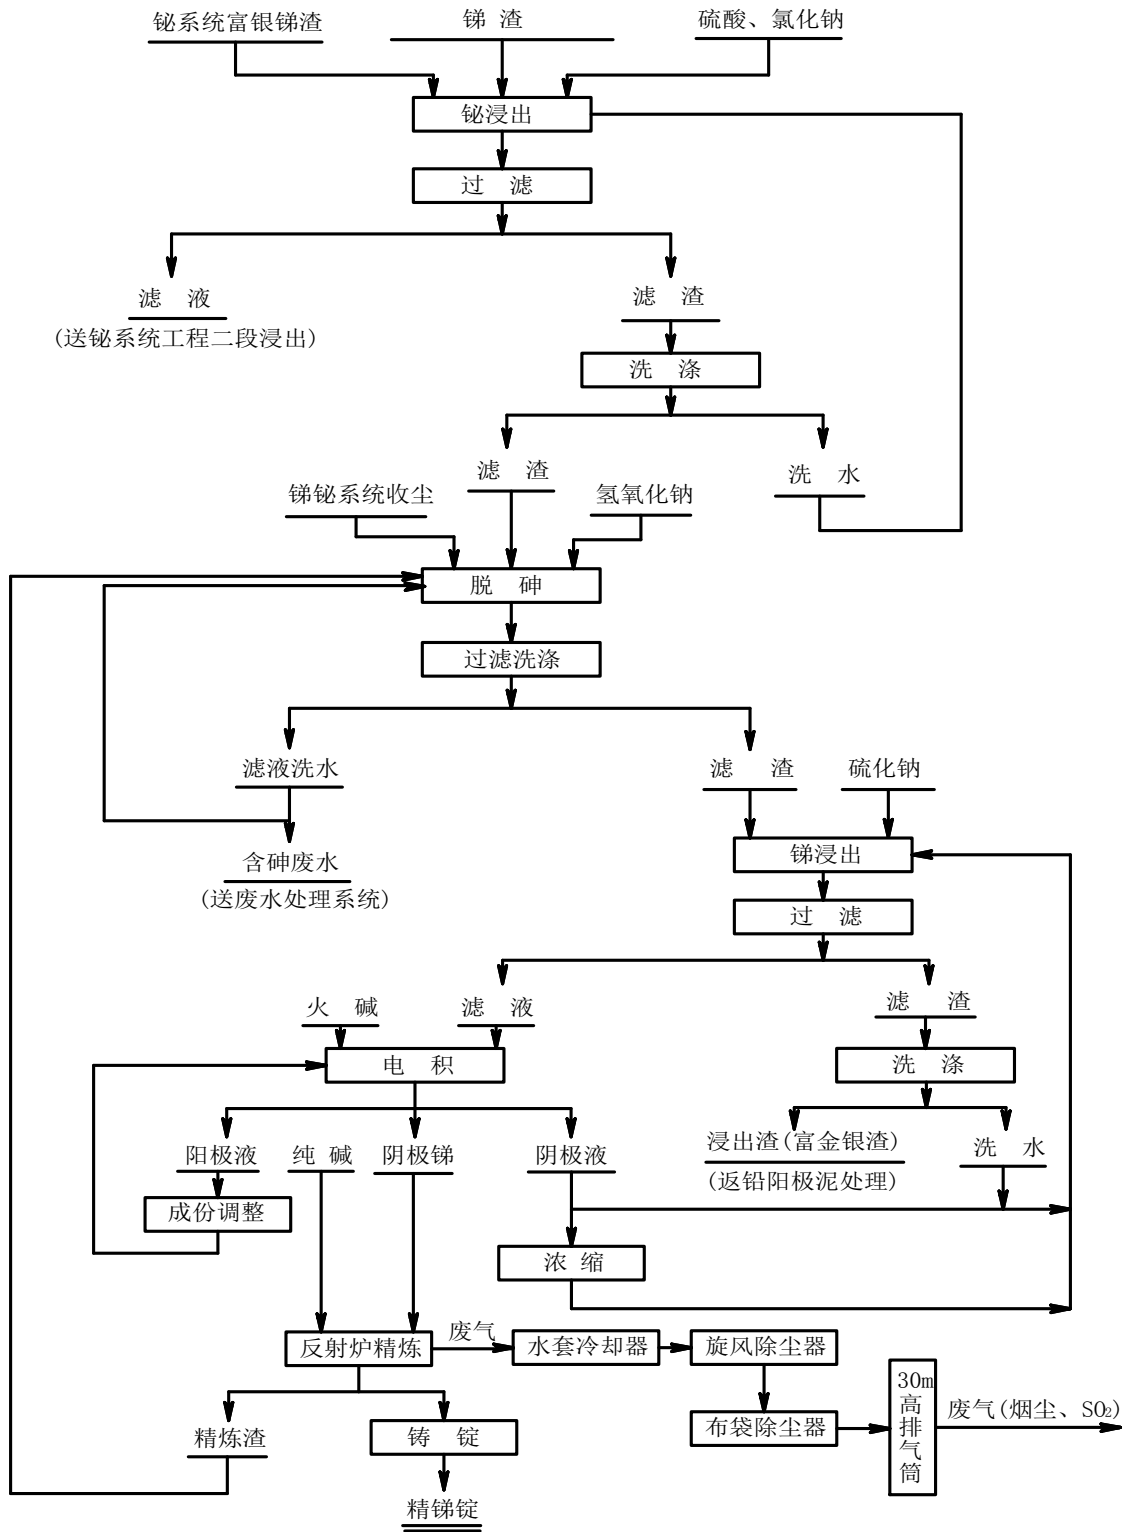 铋系统富银锑渣
锑 渣
硫酸、氯化钠
铋浸出
过 滤
滤 液
(送铋系统工程二段浸出)
滤 渣
洗 涤
滤 渣
洗 水
锑铋系统收尘
氢氧化钠
脱 砷
过滤洗涤
滤液洗水
滤 渣
硫化钠
含砷废水
(送废水处理系统)
锑浸出
过 滤
火 碱
滤 液
滤 渣
电 积
洗 涤
阳极液
纯 碱
阴极锑
阴极液
浸出渣(富金银渣)
(返铅阳极泥处理)
洗 水
成份调整
浓 缩
反射炉精炼
废气
水套冷却器
旋风除尘器
精炼渣
铸 锭
布袋除尘器
30m
高
排
气
筒
废气(烟尘、SO₂)
精锑锭